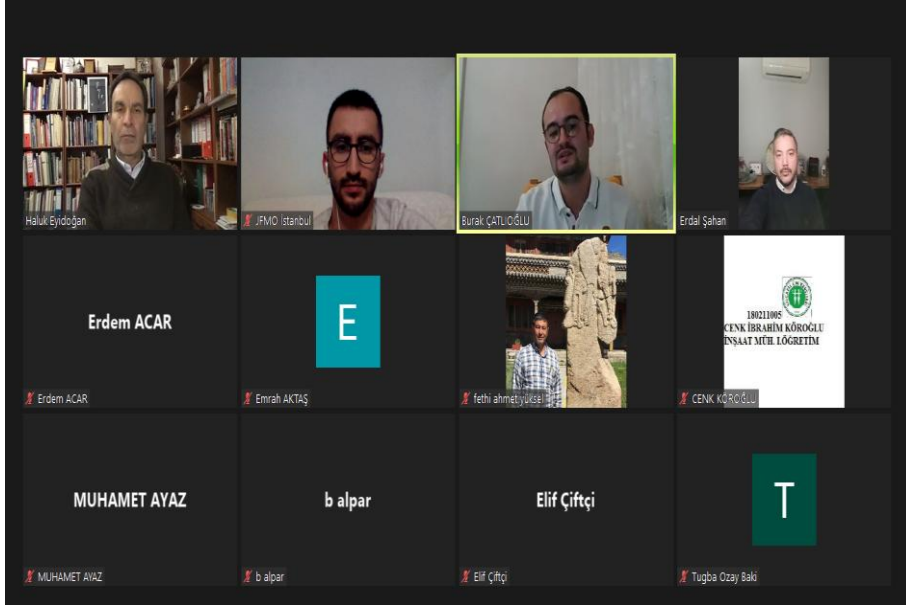 Haluk Eyidoğan
JFMO İstanbul
Burak ÇATLIOĞLU
Erdal Şahan
Erdem ACAR
Erdem ACAR
E
Emrah AKTAŞ
fethi ahmet yüksel
180211005
CENK İBRAHİM KÖROĞLU
İNŞAAT MÜH. I.ÖĞRETİM
CENK KÖROĞLU
MUHAMET AYAZ
MUHAMET AYAZ
b alpar
b alpar
Elif Çiftçi
Elif Çiftçi
T
Tugba Ozay Baki